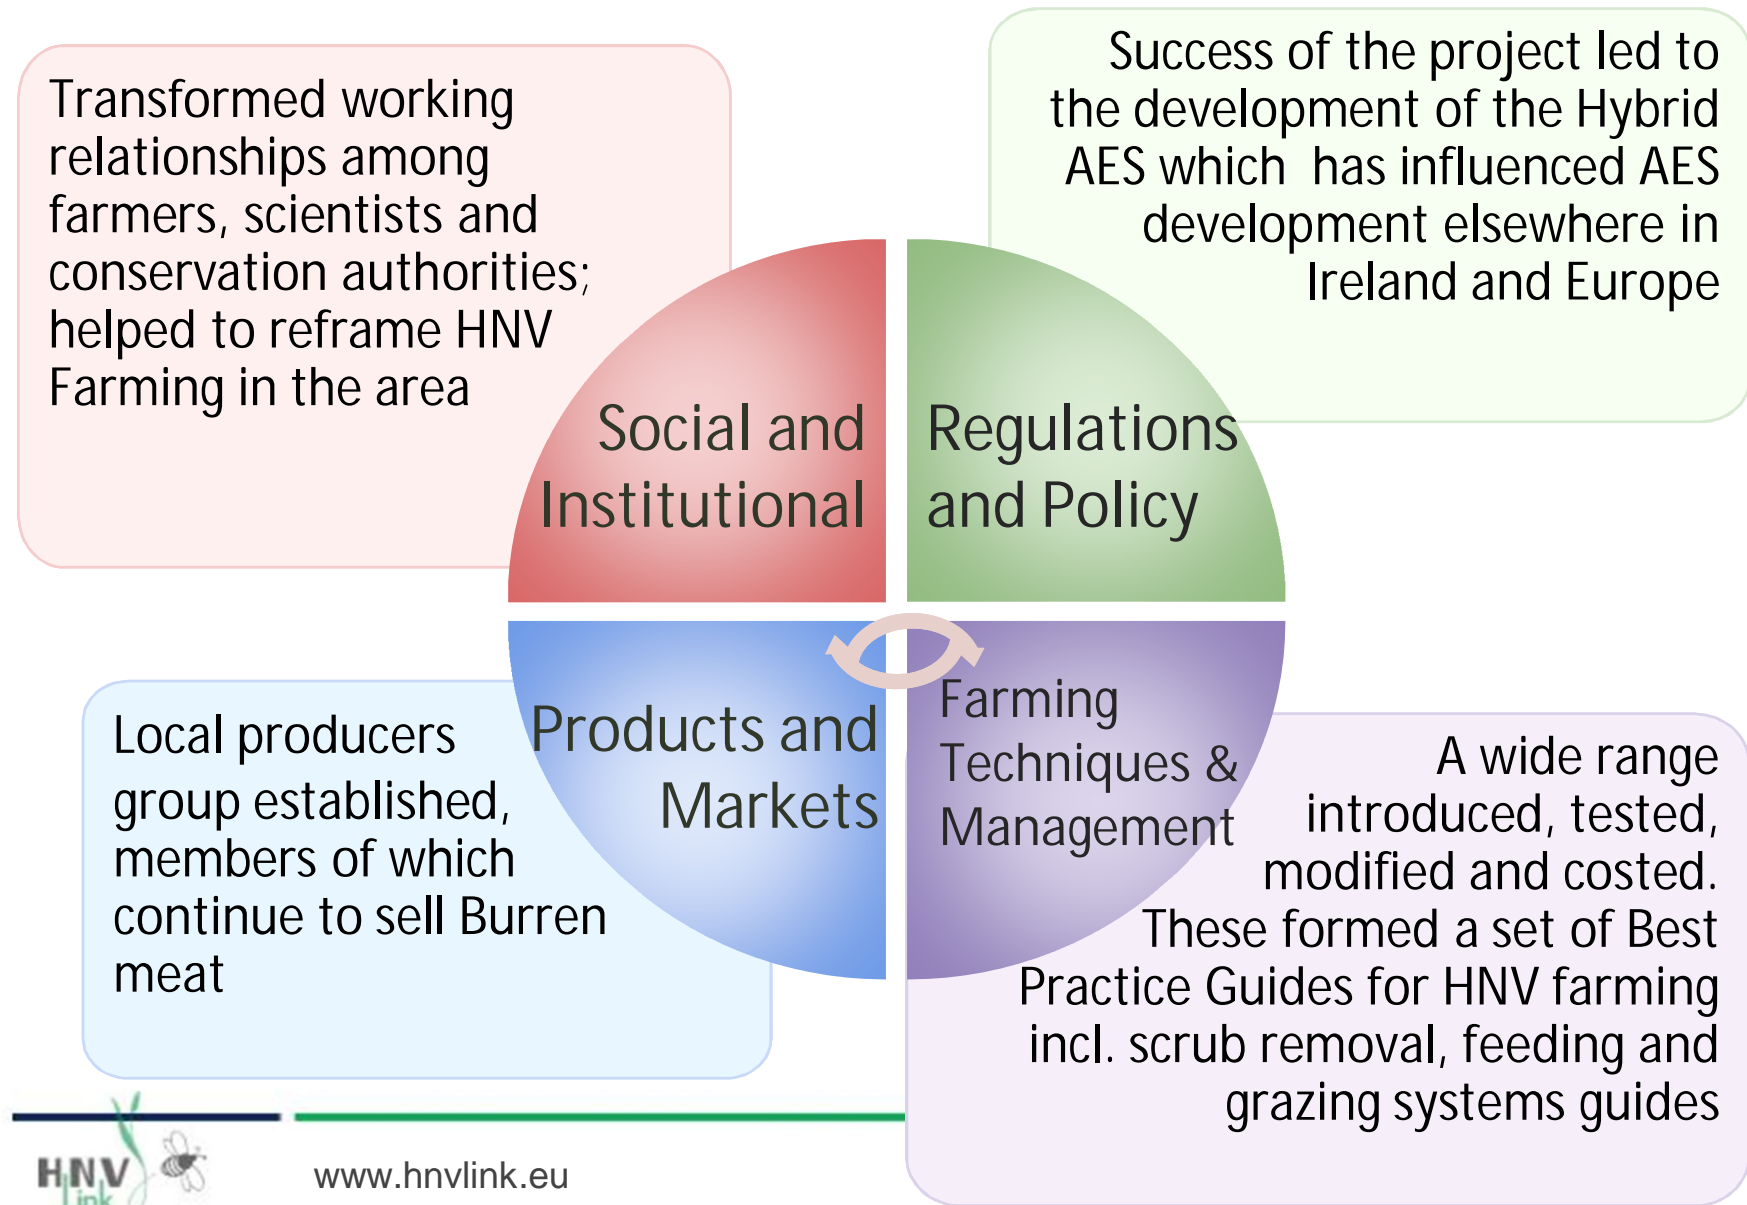 Transformed working
relationships among
farmers, scientists and
conservation authorities;
helped to reframe HNV
Farming in the area
Success of the project led to
the development of the Hybrid
AES which  has influenced AES
development elsewhere in
Ireland and Europe
Social and
Institutional
Regulations
and Policy
Local producers
group established,
members of which
continue to sell Burren
meat
Products and
Markets
Farming
Techniques &
Management
A wide range
introduced, tested,
modified and costed.
These formed a set of Best
Practice Guides for HNV farming
incl. scrub removal, feeding and
grazing systems guides
HNV
Link
www.hnvlink.eu